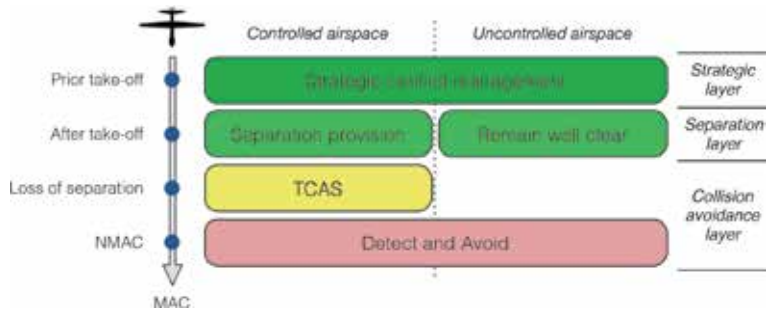 Controlled airspace
Uncontrolled airspace
Prior take-off
Strategic conflict management
Strategic
layer
After take-off
Separation provision
Remain well clear
Separation
layer
Loss of separation
TCAS
Collision
avoidance
layer
NMAC
Detect and Avoid
MAC